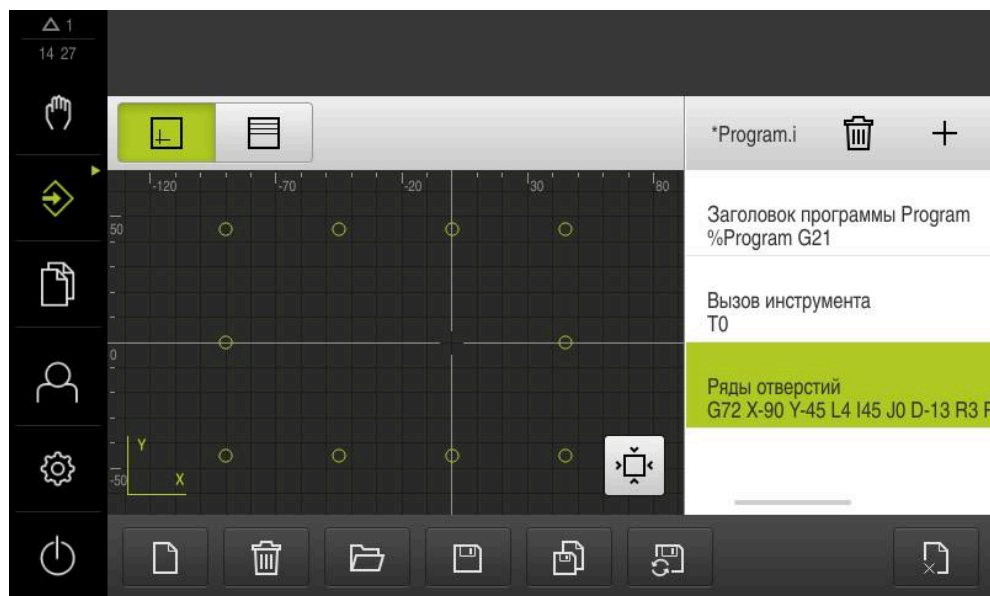 1
14 27
*Program.i
-120 -70 -20 30 80
50
0
-50
Y
X
Заголовок программы Program
%Program G21
Вызов инструмента
T0
Ряды отверстий
G72 X-90 Y-45 L4 I45 J0 D-13 R3